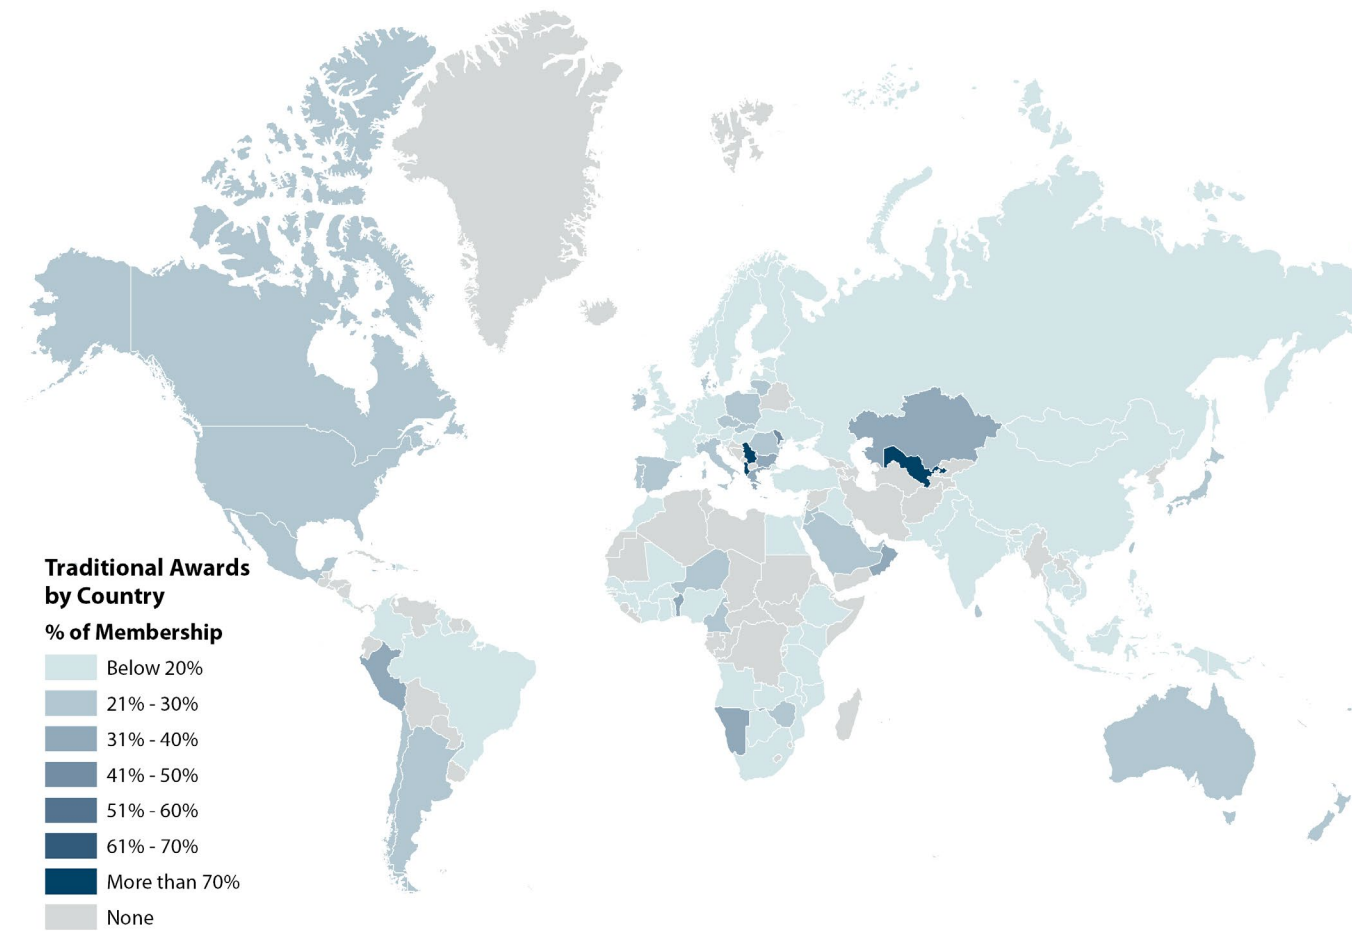 Traditional Awards
by Country
% of Membership
Below 20%
21% - 30%
31% - 40%
41% - 50%
51% - 60%
61% - 70%
More than 70%
None